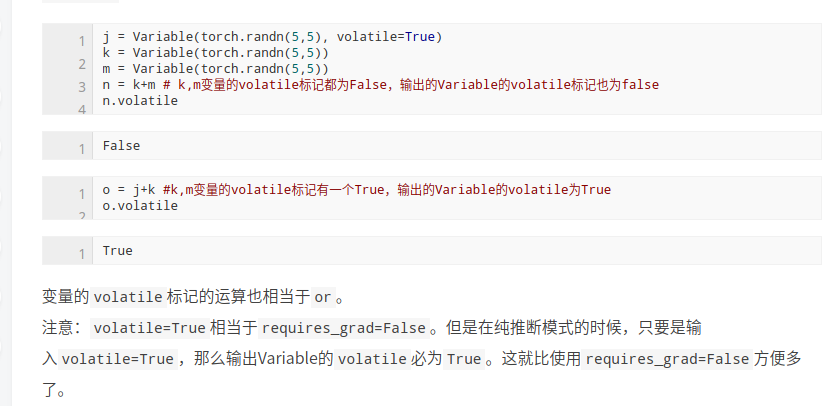 1
j = Variable(torch.randn(5,5), volatile=True)
2
k = Variable(torch.randn(5,5))
3
m = Variable(torch.randn(5,5))
4
n = k+m # k,m变量的volatile标记都为False，输出的Variable的volatile标记也为false
n.volatile
1
False
1
o = j+k #k,m变量的volatile标记有一个True，输出的Variable的volatile为True
2
o.volatile
1
True
变量的 volatile 标记的运算也相当于 or 。
注意： volatile=True 相当于 requires_grad=False 。但是在纯推断模式的时候，只要是输
入 volatile=True ，那么输出Variable的 volatile 必为 True 。这就比使用 requires_grad=False 方便多
了。